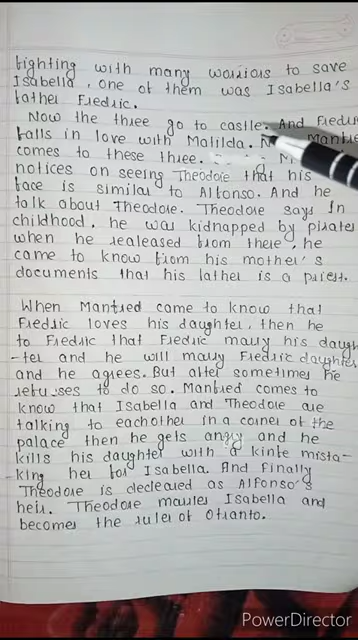 fighting with many warriors to save
Isabella, one of them was Isabella's
father Fredric.
Now the three go to castle. And Fredri
falls in love with Matilda. Manfre
comes to these three.
notices on seeing Theodore that his
face is similar to Alfonso. And he
talk about Theodore. Theodore says In
childhood, he was kidnapped by pirates
when he realeased from there, he
came to know from his mother's
documents that his father is a priest.
When Manfred came to know that
Fredric loves his daughter, then he
to Fredric that Fredric marry his daugh
-ter and he will marry Fredric daughter
and he agrees. But after sometimes he
refuses to do so. Manfred comes to
know that Isabella and Theodore are
talking to eachother in a corner of the
palace then he gets angry and he
kills his daughter with a kinfe mista-
-king her for Isabella. And finally
Theodore is decleared as Alfonso's
heir. Theodore marries Isabella and
becomes the ruler of Otranto.
PowerDirector